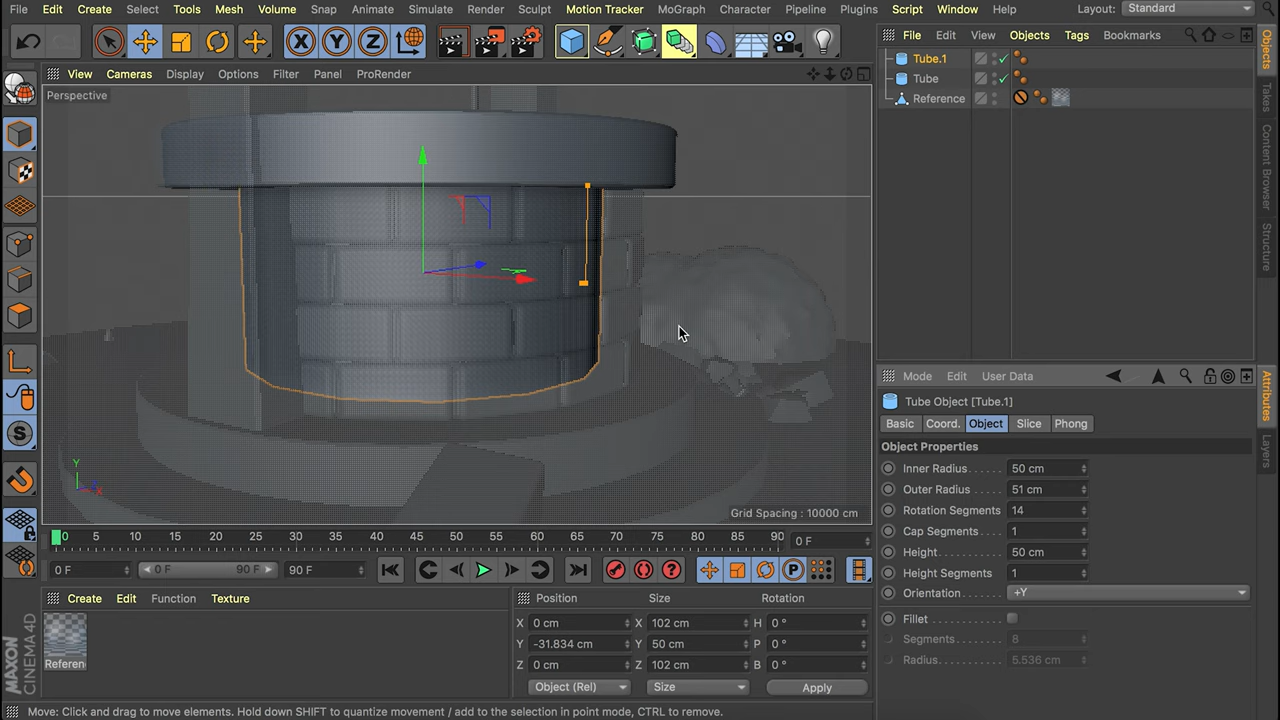 File Edit Create Select Tools Mesh Volume Snap Animate Simulate Render Sculpt Motion Tracker MoGraph Character Pipeline Plugins Script Window Help Layout: Standard
X Y Z
View Cameras Display Options Filter Panel ProRender
Perspective
Y
X
Grid Spacing : 10000 cm
0 5 10 15 20 25 30 35 40 45 50 55 60 65 70 75 80 85 90 0 F
0 F 0 F 90 F 90 F
P
Create Edit Function Texture
Referen
MAXON
CINEMA 4D
Position Size Rotation
X 0 cm X 102 cm H 0 °
Y -31.834 cm Y 50 cm P 0 °
Z 0 cm Z 102 cm B 0 °
Object (Rel) Size Apply
Move: Click and drag to move elements. Hold down SHIFT to quantize movement / add to the selection in point mode, CTRL to remove.
File Edit View Objects Tags Bookmarks
Tube.1
Tube
Reference
Objects
Takes
Content Browser
Structure
Mode Edit User Data
Tube Object [Tube.1]
Basic Coord. Object Slice Phong
Object Properties
Inner Radius 50 cm
Outer Radius 51 cm
Rotation Segments 14
Cap Segments 1
Height 50 cm
Height Segments 1
Orientation +Y
Fillet
Segments 8
Radius 5.536 cm
Attributes
Layers
S